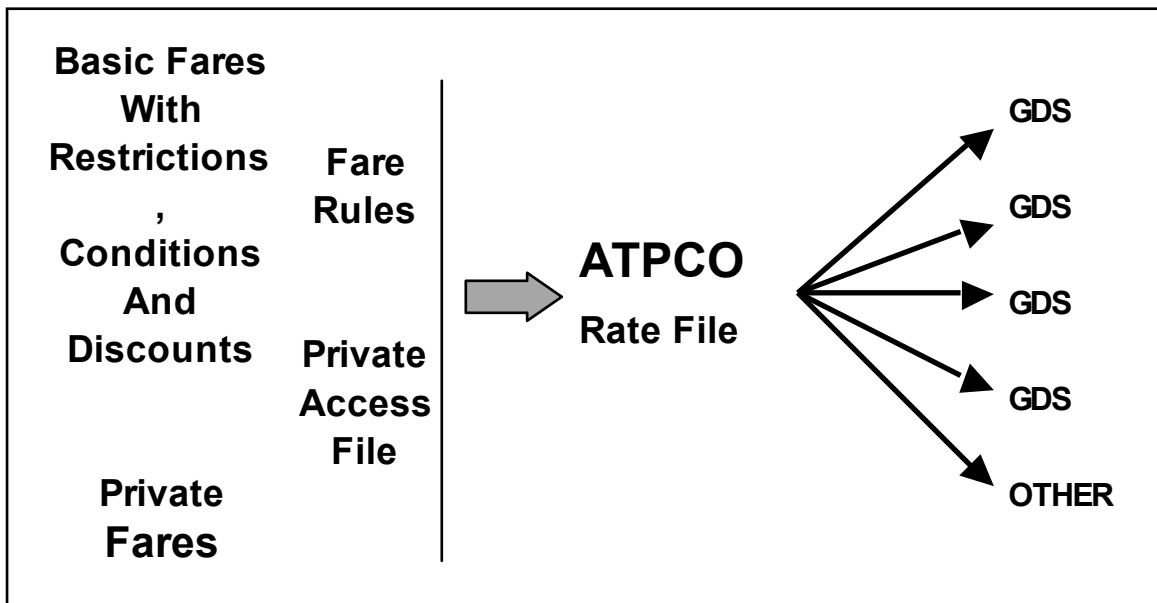 Basic Fares
With
Restrictions
,
Conditions
And
Discounts
Private
Fares
Fare
Rules
Private
Access
File
ATPCO
Rate File
GDS
GDS
GDS
GDS
OTHER